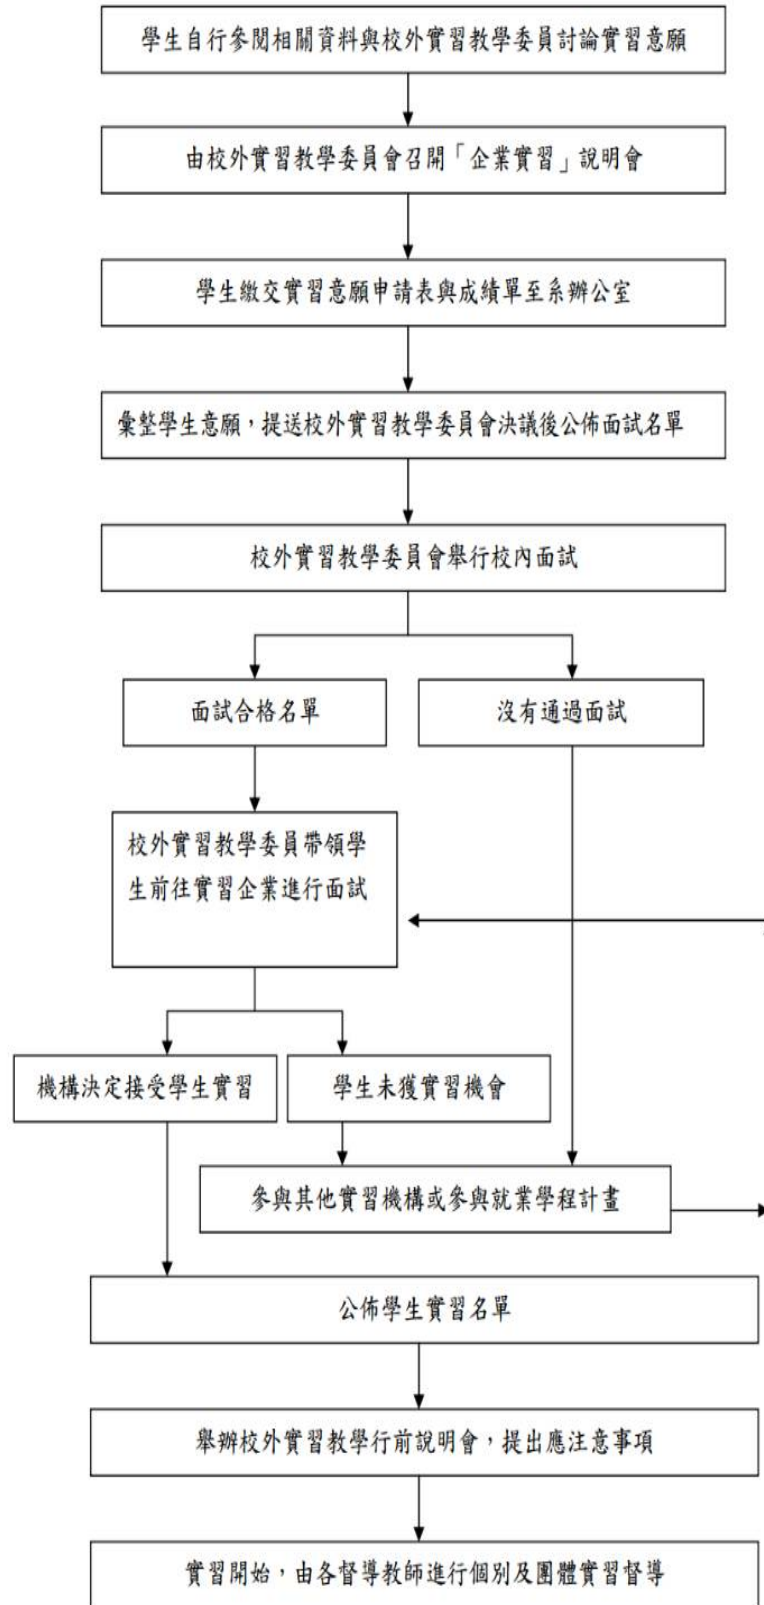 學生自行參閱相關資料與校外實習教學委員討論實習意願
由校外實習教學委員會召開「企業實習」說明會
學生繳交實習意願申請表與成績單至系辦公室
彙整學生意願，提送校外實習教學委員會決議後公佈面試名單
校外實習教學委員會舉行校內面試
面試合格名單
沒有通過面試
校外實習教學委員帶領學
生前往實習企業進行面試
機構決定接受學生實習
學生未獲實習機會
參與其他實習機構或參與就業學程計畫
公佈學生實習名單
舉辦校外實習教學行前說明會，提出應注意事項
實習開始，由各督導教師進行個別及團體實習督導